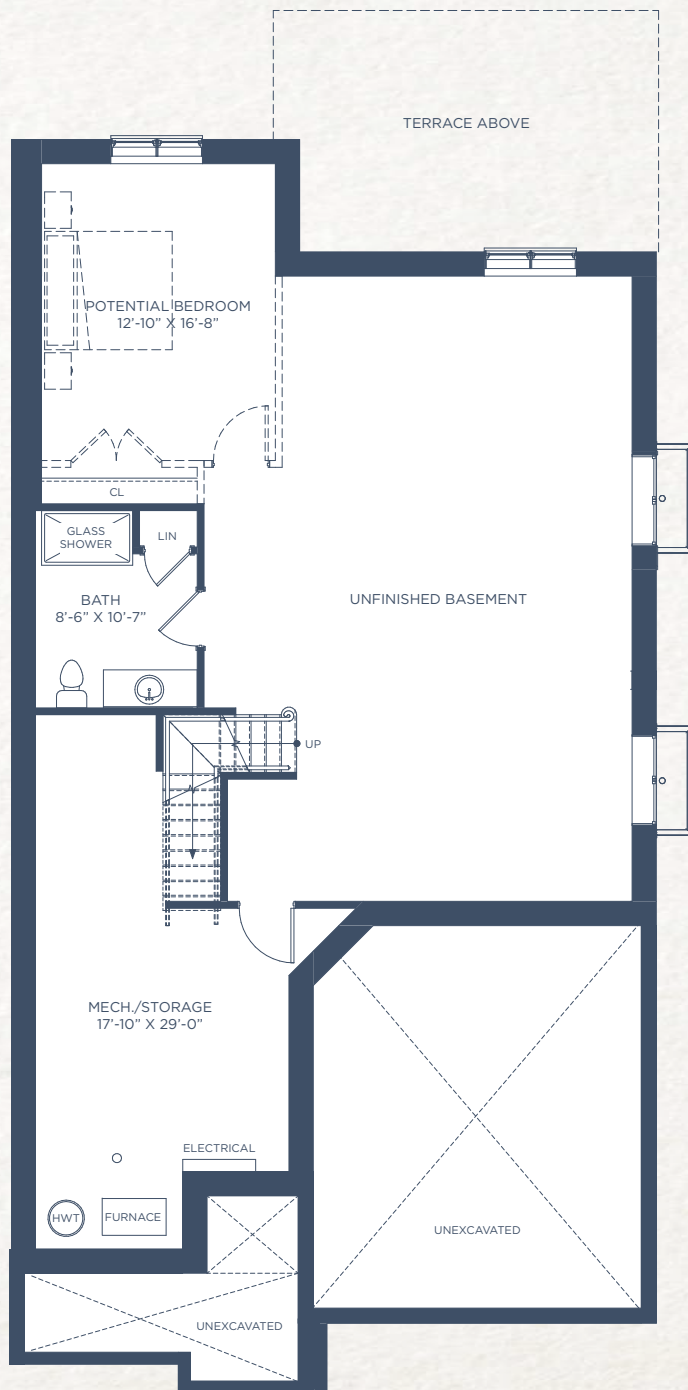 TERRACE ABOVE
POTENTIAL BEDROOM
12’-10” X 16’-8”
CL
GLASS
SHOWER
LIN
BATH
8’-6” X 10’-7”
UNFINISHED BASEMENT
UP
MECH./STORAGE
17’-10” X 29’-0”
ELECTRICAL
HWT
FURNACE
UNEXCAVATED
UNEXCAVATED